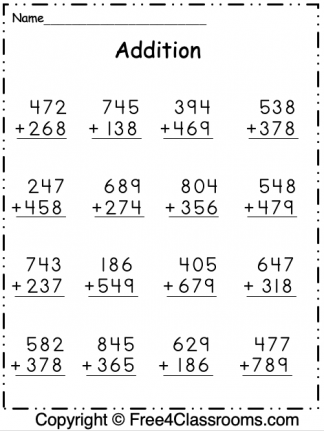 Name____________________
Addition
472 745 394 538
+268 +138 +469 +378
247 689 804 548
+458 +274 +356 +479
743 186 405 647
+237 +549 +679 +318
582 845 629 477
+378 +365 +186 +789
Copyright © Free4Classrooms.com